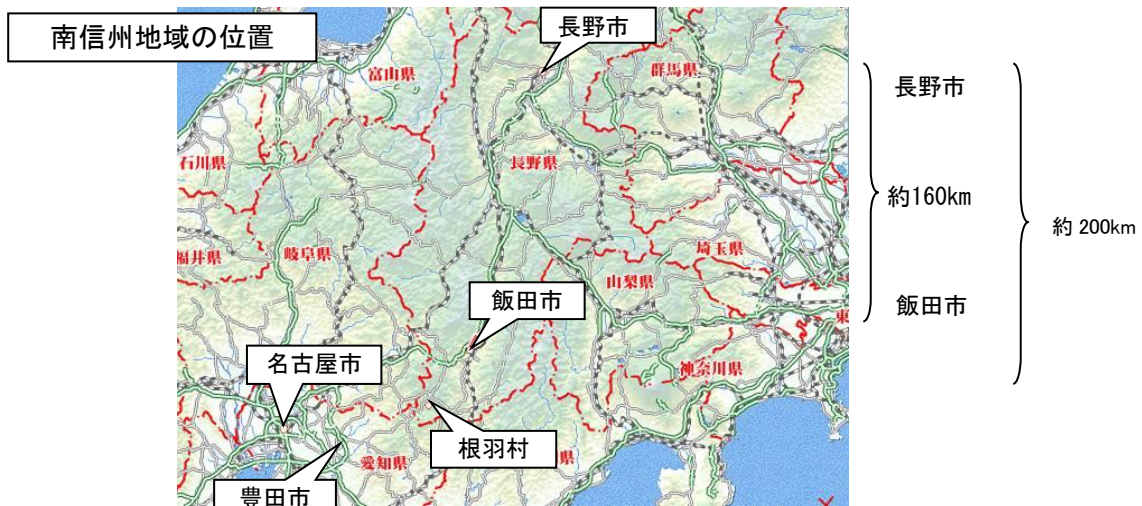 南信州地域の位置
長野市
富山県
群馬県
長野市
石川県
長野県
約160km
約 200km
福井県
岐阜県
埼玉県
山梨県
飯田市
飯田市
東
名古屋市
神奈川県
根羽村
県
愛知県
豊田市